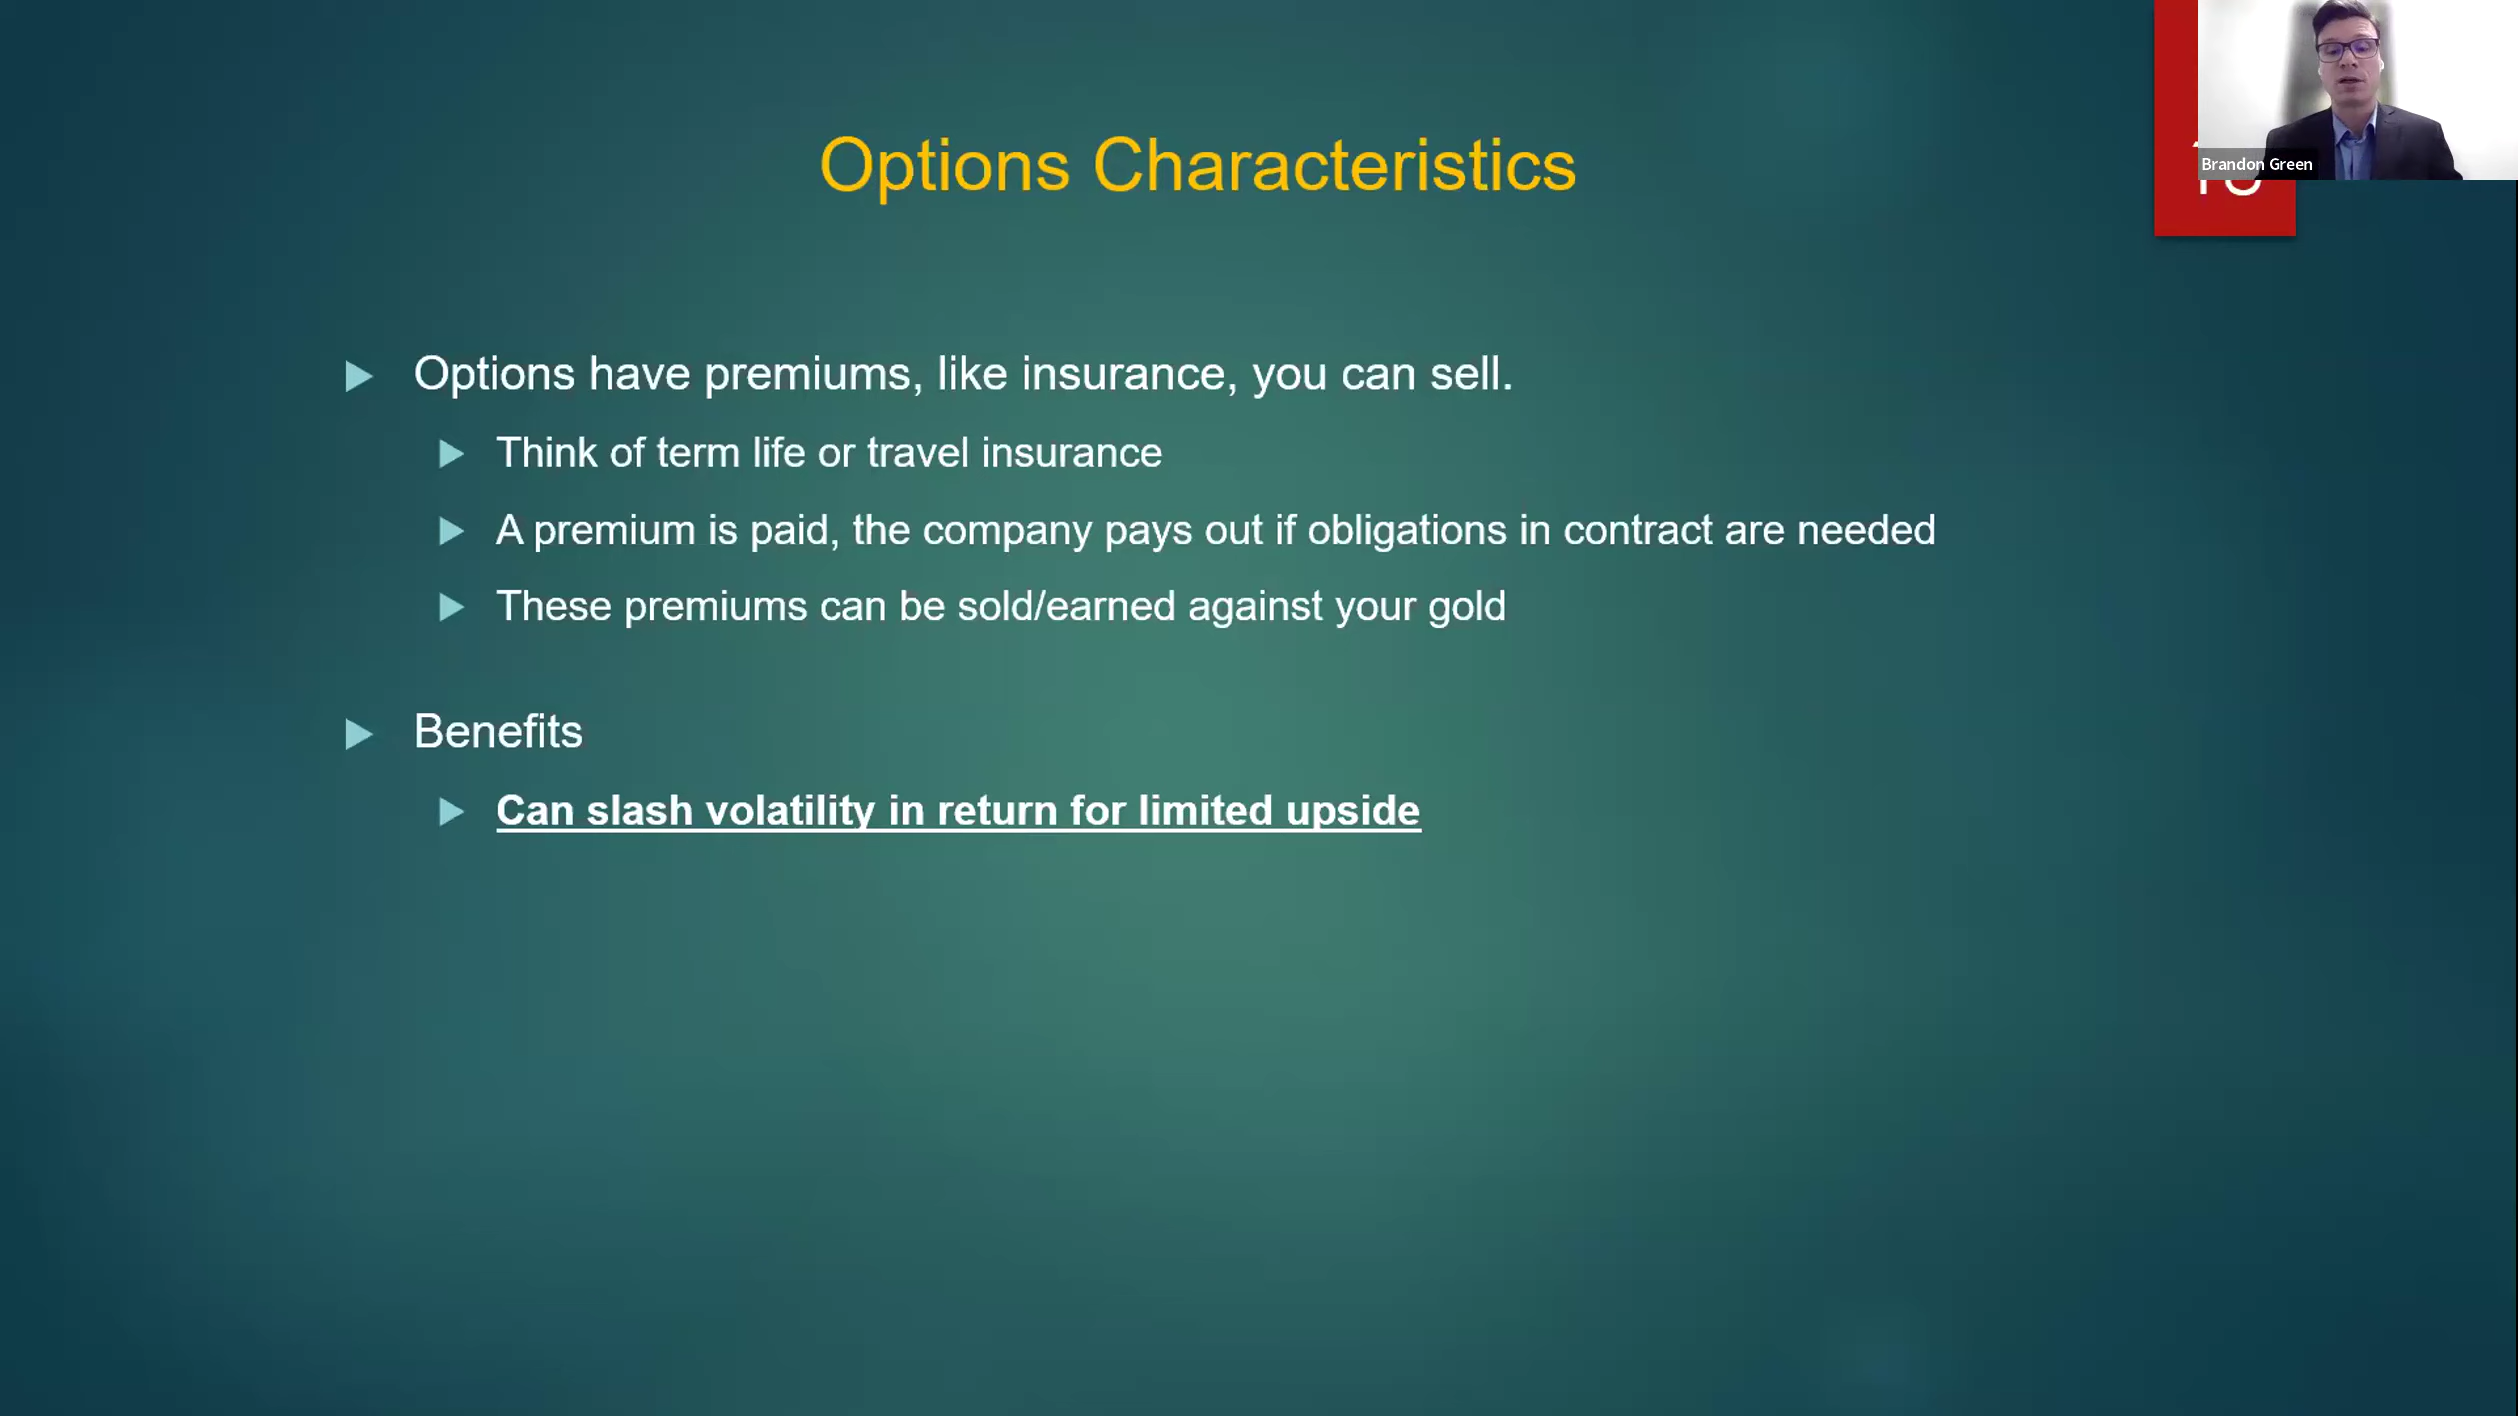 Options Characteristics
Brandon Green
Options have premiums, like insurance, you can sell.
Think of term life or travel insurance
A premium is paid, the company pays out if obligations in contract are needed
These premiums can be sold/earned against your gold
Benefits
Can slash volatility in return for limited upside